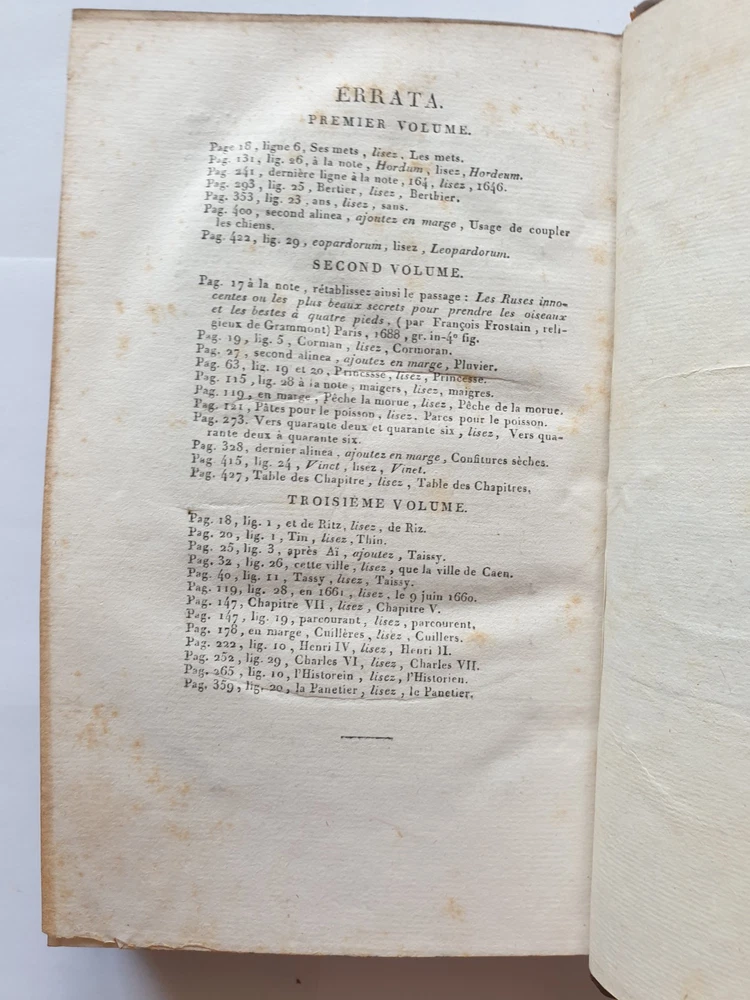 ERRATA.
PREMIER VOLUME.
Page 18, ligne 6, Ses mets, lisez, Les mets.
Pag. 131, lig. 26, à la note, Hordum, lisez, Hordeum.
Pag. 241, dernière ligne à la note, 164, lisez, 1646.
Pag. 293, lig. 25, Bertier, lisez, Berthier.
Pag. 353, lig. 23, ans, lisez, sans.
Pag. 400, second alinea, ajoutez en marge, Usage de coupler
les chiens.
Pag. 422, lig. 29, eopardorum, lisez, Leopardorum.
SECOND VOLUME.
Pag. 17 à la note, rétablissez ainsi le passage : Les Ruses inno-
centes ou les plus beaux secrets pour prendre les oiseaux
et les bestes à quatre pieds, (par François Frostain, reli-
gieux de Grammont) Paris, 1688, gr. in-4° fig.
Pag. 19, lig. 5, Corman, lisez, Cormoran.
Pag. 27, second alinea, ajoutez en marge, Pluvier.
Pag. 63, lig. 19 et 20, Princssse, lisez, Princesse.
Pag. 115, lig. 28 à la note, maigers, lisez, maigres.
Pag. 119, en marge, Pêche la morue, lisez, Pêche de la morue.
Pag. 121, Pâtes pour le poisson, lisez. Parcs pour le poisson.
Pag. 273. Vers quarante deux et quarante six, lisez, Vers qua-
rante deux à quarante six.
Pag. 328, dernier alinea, ajoutez en marge, Confitures sèches.
Pag. 415, lig. 24, Vinct, lisez, Vinet.
Pag. 427, Table des Chapitre, lisez, Table des Chapitres.
TROISIÈME VOLUME.
Pag. 18, lig. 1, et de Ritz, lisez, de Riz.
Pag. 20, lig. 1, Tin, lisez, Thin.
Pag. 25, lig. 3, après Aï, ajoutez, Taissy.
Pag. 32, lig. 26, cette ville, lisez, que la ville de Caen.
Pag. 40, lig. 11, Tassy, lisez, Taissy.
Pag. 119, lig. 28, en 1661, lisez, le 9 juin 1660.
Pag. 147, Chapitre VII, lisez, Chapitre V.
Pag. 147, lig. 19, parcourant, lisez, parcourent,
Pag. 178, en marge, Cuillères, lisez, Cuillers.
Pag. 222, lig. 10, Henri IV, lisez, Henri II.
Pag. 252, lig. 29, Charles VI, lisez, Charles VII.
Pag. 265, lig. 10, l'Historein, lisez, l'Historien.
Pag. 359, lig. 20, la Panetier, lisez, le Panetier.